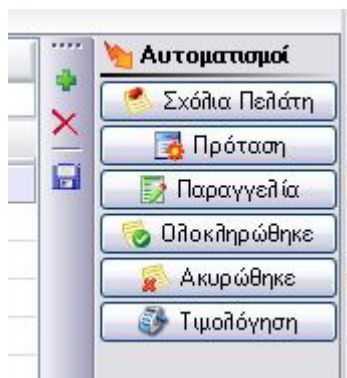 Αυτοματισμοί
Σχόλια Πελάτη
Πρόταση
Παραγγελία
Ολοκληρώθηκε
Ακυρώθηκε
Τιμολόγηση